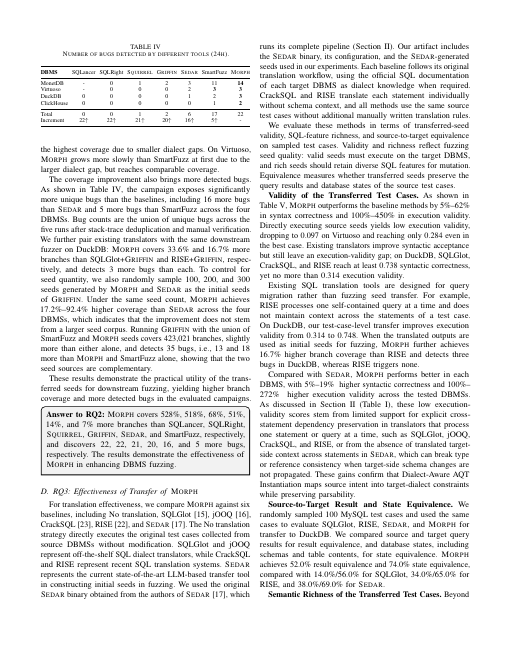 TABLE IV
NUMBER OF BUGS DETECTED BY DIFFERENT TOOLS (24H).
DBMS SQLancer SQLRight SQUIRREL GRIFFIN SEDAR SmartFuzz MORPH
MonetDB - 0 1 2 3 11 14
Virtuoso - - - - 2 3 3
DuckDB 0 0 0 0 1 2 3
ClickHouse 0 0 0 0 0 1 2
Total 0 0 1 2 6 17 22
Increment 22↑ 22↑ 21↑ 20↑ 16↑ 5↑ -
the highest coverage due to smaller dialect gaps. On Virtuoso,
MORPH grows more slowly than SmartFuzz at first due to the
larger dialect gap, but reaches comparable coverage.
The coverage improvement also brings more detected bugs.
As shown in Table IV, the campaign exposes significantly
more unique bugs than the baselines, including 16 more bugs
than SEDAR and 5 more bugs than SmartFuzz across the four
DBMSs. Bug counts are the union of unique bugs across the
five runs after stack-trace deduplication and manual verification.
We further pair existing translators with the same downstream
fuzzer on DuckDB: MORPH covers 33.6% and 16.7% more
branches than SQLGlot+GRIFFIN and RISE+GRIFFIN, respec-
tively, and detects 3 more bugs than each. To control for
seed quantity, we also randomly sample 100, 200, and 300
seeds generated by MORPH and SEDAR as the initial seeds
of GRIFFIN. Under the same seed count, MORPH achieves
17.2%–92.4% higher coverage than SEDAR across the four
DBMSs, which indicates that the improvement does not stem
from a larger seed corpus. Running GRIFFIN with the union of
SmartFuzz and MORPH seeds covers 423,021 branches, slightly
more than either alone, and detects 35 bugs, i.e., 13 and 18
more than MORPH and SmartFuzz alone, showing that the two
seed sources are complementary.
These results demonstrate the practical utility of the trans-
ferred seeds for downstream fuzzing, yielding higher branch
coverage and more detected bugs in the evaluated campaigns.
Answer to RQ2: MORPH covers 528%, 518%, 68%, 51%,
14%, and 7% more branches than SQLancer, SQLRight,
SQUIRREL, GRIFFIN, SEDAR, and SmartFuzz, respectively,
and discovers 22, 22, 21, 20, 16, and 5 more bugs,
respectively. The results demonstrate the effectiveness of
MORPH in enhancing DBMS fuzzing.
D. RQ3: Effectiveness of Transfer of MORPH
For translation effectiveness, we compare MORPH against six
baselines, including No translation, SQLGlot [15], jOOQ [16],
CrackSQL [23], RISE [22], and SEDAR [17]. The No translation
strategy directly executes the original test cases collected from
source DBMSs without modification. SQLGlot and jOOQ
represent off-the-shelf SQL dialect translators, while CrackSQL
and RISE represent recent SQL translation systems. SEDAR
represents the current state-of-the-art LLM-based transfer tool
in constructing initial seeds in fuzzing. We used the original
SEDAR binary obtained from the authors of SEDAR [17], which
runs its complete pipeline (Section II). Our artifact includes
the SEDAR binary, its configuration, and the SEDAR-generated
seeds used in our experiments. Each baseline follows its original
translation workflow, using the official SQL documentation
of each target DBMS as dialect knowledge when required.
CrackSQL and RISE translate each statement individually
without schema context, and all methods use the same source
test cases without additional manually written translation rules.
We evaluate these methods in terms of transferred-seed
validity, SQL-feature richness, and source-to-target equivalence
on sampled test cases. Validity and richness reflect fuzzing
seed quality: valid seeds must execute on the target DBMS,
and rich seeds should retain diverse SQL features for mutation.
Equivalence measures whether transferred seeds preserve the
query results and database states of the source test cases.
Validity of the Transferred Test Cases. As shown in
Table V, MORPH outperforms the baseline methods by 5%–62%
in syntax correctness and 100%–450% in execution validity.
Directly executing source seeds yields low execution validity,
dropping to 0.097 on Virtuoso and reaching only 0.284 even in
the best case. Existing translators improve syntactic acceptance
but still leave an execution-validity gap; on DuckDB, SQLGlot,
CrackSQL, and RISE reach at least 0.738 syntactic correctness,
yet no more than 0.314 execution validity.
Existing SQL translation tools are designed for query
migration rather than fuzzing seed transfer. For example,
RISE processes one self-contained query at a time and does
not maintain context across the statements of a test case.
On DuckDB, our test-case-level transfer improves execution
validity from 0.314 to 0.748. When the translated outputs are
used as initial seeds for fuzzing, MORPH further achieves
16.7% higher branch coverage than RISE and detects three
bugs in DuckDB, whereas RISE triggers none.
Compared with SEDAR, MORPH performs better in each
DBMS, with 5%–19% higher syntactic correctness and 100%–
272% higher execution validity across the tested DBMSs.
As discussed in Section II (Table I), these low execution-
validity scores stem from limited support for explicit cross-
statement dependency preservation in translators that process
one statement or query at a time, such as SQLGlot, jOOQ,
CrackSQL, and RISE, or from the absence of translated target-
side context across statements in SEDAR, which can break type
or reference consistency when target-side schema changes are
not propagated. These gains confirm that Dialect-Aware AQT
Instantiation maps source intent into target-dialect constraints
while preserving parsability.
Source-to-Target Result and State Equivalence. We
randomly sampled 100 MySQL test cases and used the same
cases to evaluate SQLGlot, RISE, SEDAR, and MORPH for
transfer to DuckDB. We compared source and target query
results for result equivalence, and database states, including
schemas and table contents, for state equivalence. MORPH
achieves 52.0% result equivalence and 74.0% state equivalence,
compared with 14.0%/56.0% for SQLGlot, 34.0%/65.0% for
RISE, and 38.0%/69.0% for SEDAR.
Semantic Richness of the Transferred Test Cases. Beyond